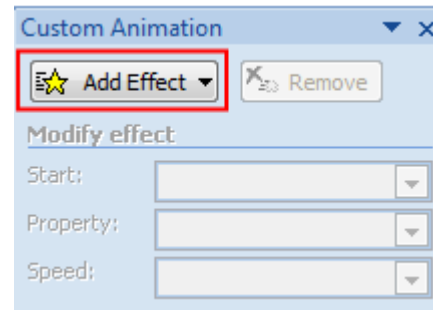 Custom Animation
Add Effect Remove
Modify effect
Start:
Property:
Speed: